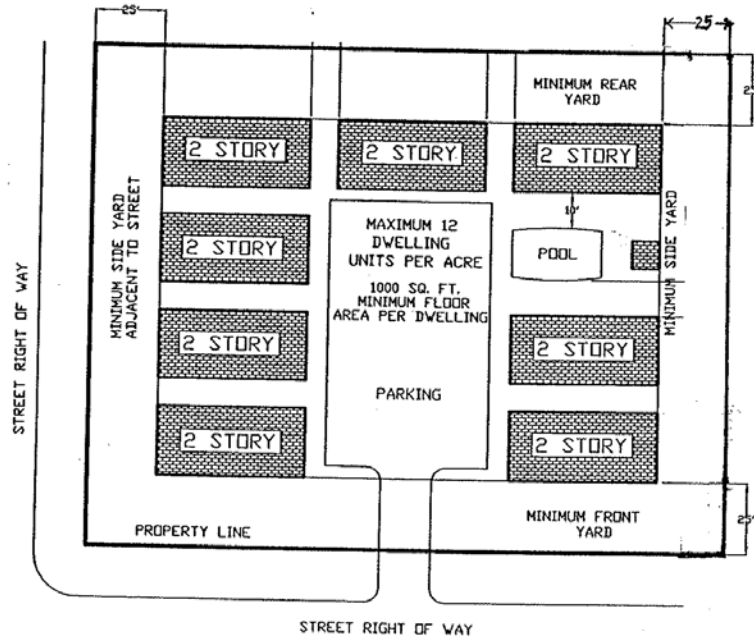 25'
25
MINIMUM REAR
YARD
2 STORY
2 STORY
2 STORY
10'
MAXIMUM 12
DWELLING
UNITS PER ACRE
1000 SQ. FT.
MINIMUM FLOOR
AREA PER DWELLING
PARKING
POOL
MINIMUM SIDE YARD
MINIMUM SIDE YARD
ADJACENT TO STREET
STREET RIGHT OF WAY
2 STORY
2 STORY
2 STORY
2 STORY
2 STORY
25'
PROPERTY LINE
MINIMUM FRONT
YARD
STREET RIGHT OF WAY